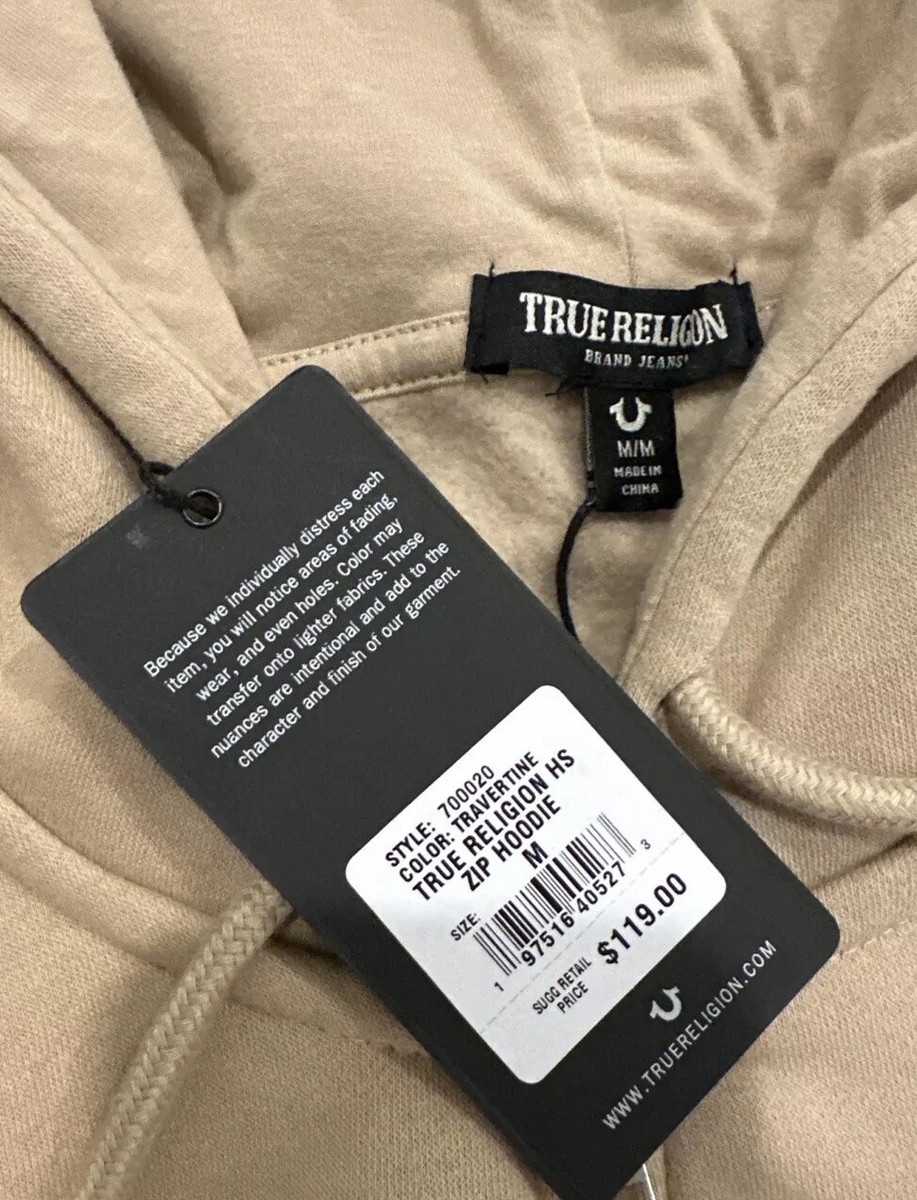 TRUE RELIGION
BRAND JEANS®
M/M
MADE IN
CHINA
Because we individually distress each
item, you will notice areas of fading,
wear, and even holes. Color may
transfer onto lighter fabrics. These
nuances are intentional and add to the
character and finish of our garment.
STYLE: 700020
COLOR: TRAVERTINE
TRUE RELIGION HS
ZIP HOODIE
SIZE: M
1 97516 40527 3
SUGG RETAIL
PRICE $119.00
WWW.TRUERELIGION.COM